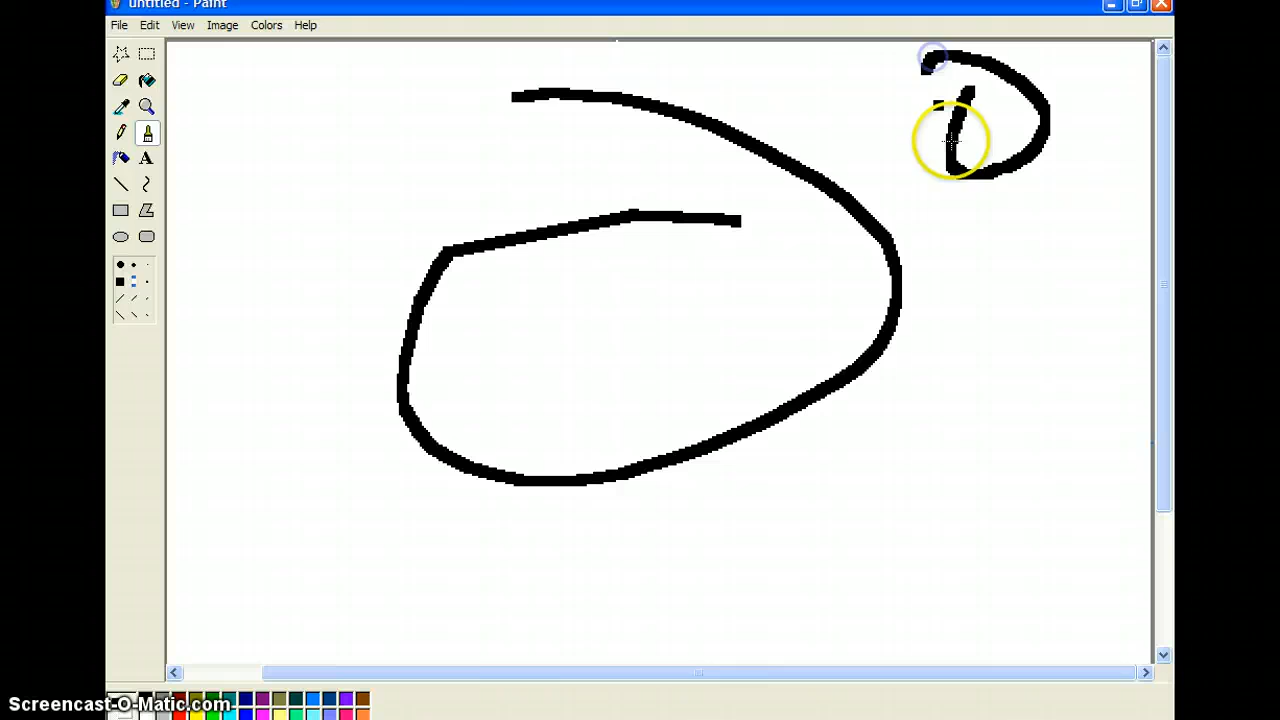 untitled - Paint
File Edit View Image Colors Help
A
Screencast-O-Matic.com